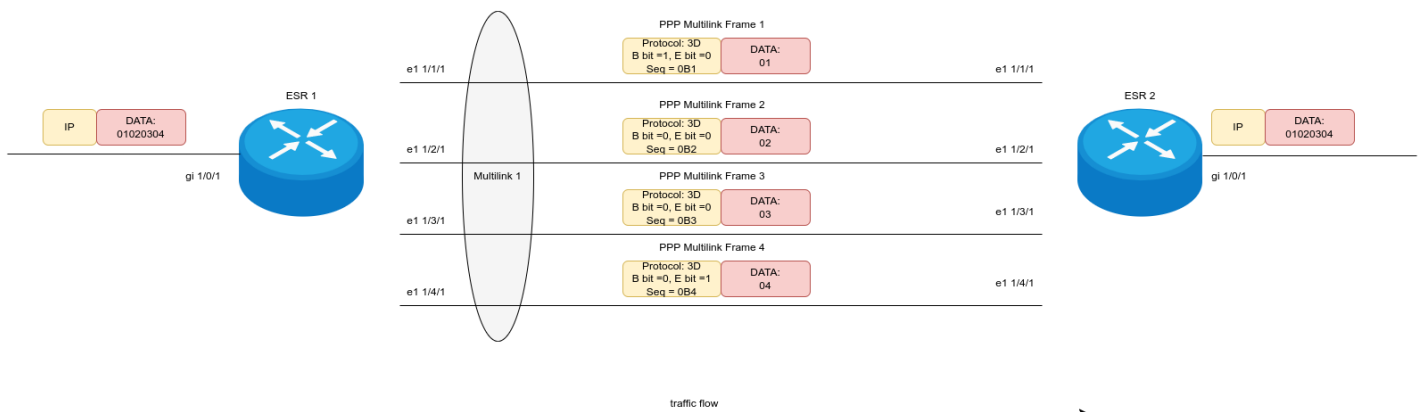 PPP Multilink Frame 1
Protocol: 3D
B bit =1, E bit =0
Seq = 0B1
DATA:
01
e1 1/1/1
e1 1/1/1
ESR 1
ESR 2
IP
DATA:
01020304
gi 1/0/1
PPP Multilink Frame 2
Protocol: 3D
B bit =0, E bit =0
Seq = 0B2
DATA:
02
e1 1/2/1
e1 1/2/1
IP
DATA:
01020304
gi 1/0/1
Multilink 1
PPP Multilink Frame 3
Protocol: 3D
B bit =0, E bit =0
Seq = 0B3
DATA:
03
e1 1/3/1
e1 1/3/1
PPP Multilink Frame 4
Protocol: 3D
B bit =0, E bit =1
Seq = 0B4
DATA:
04
e1 1/4/1
e1 1/4/1
traffic flow